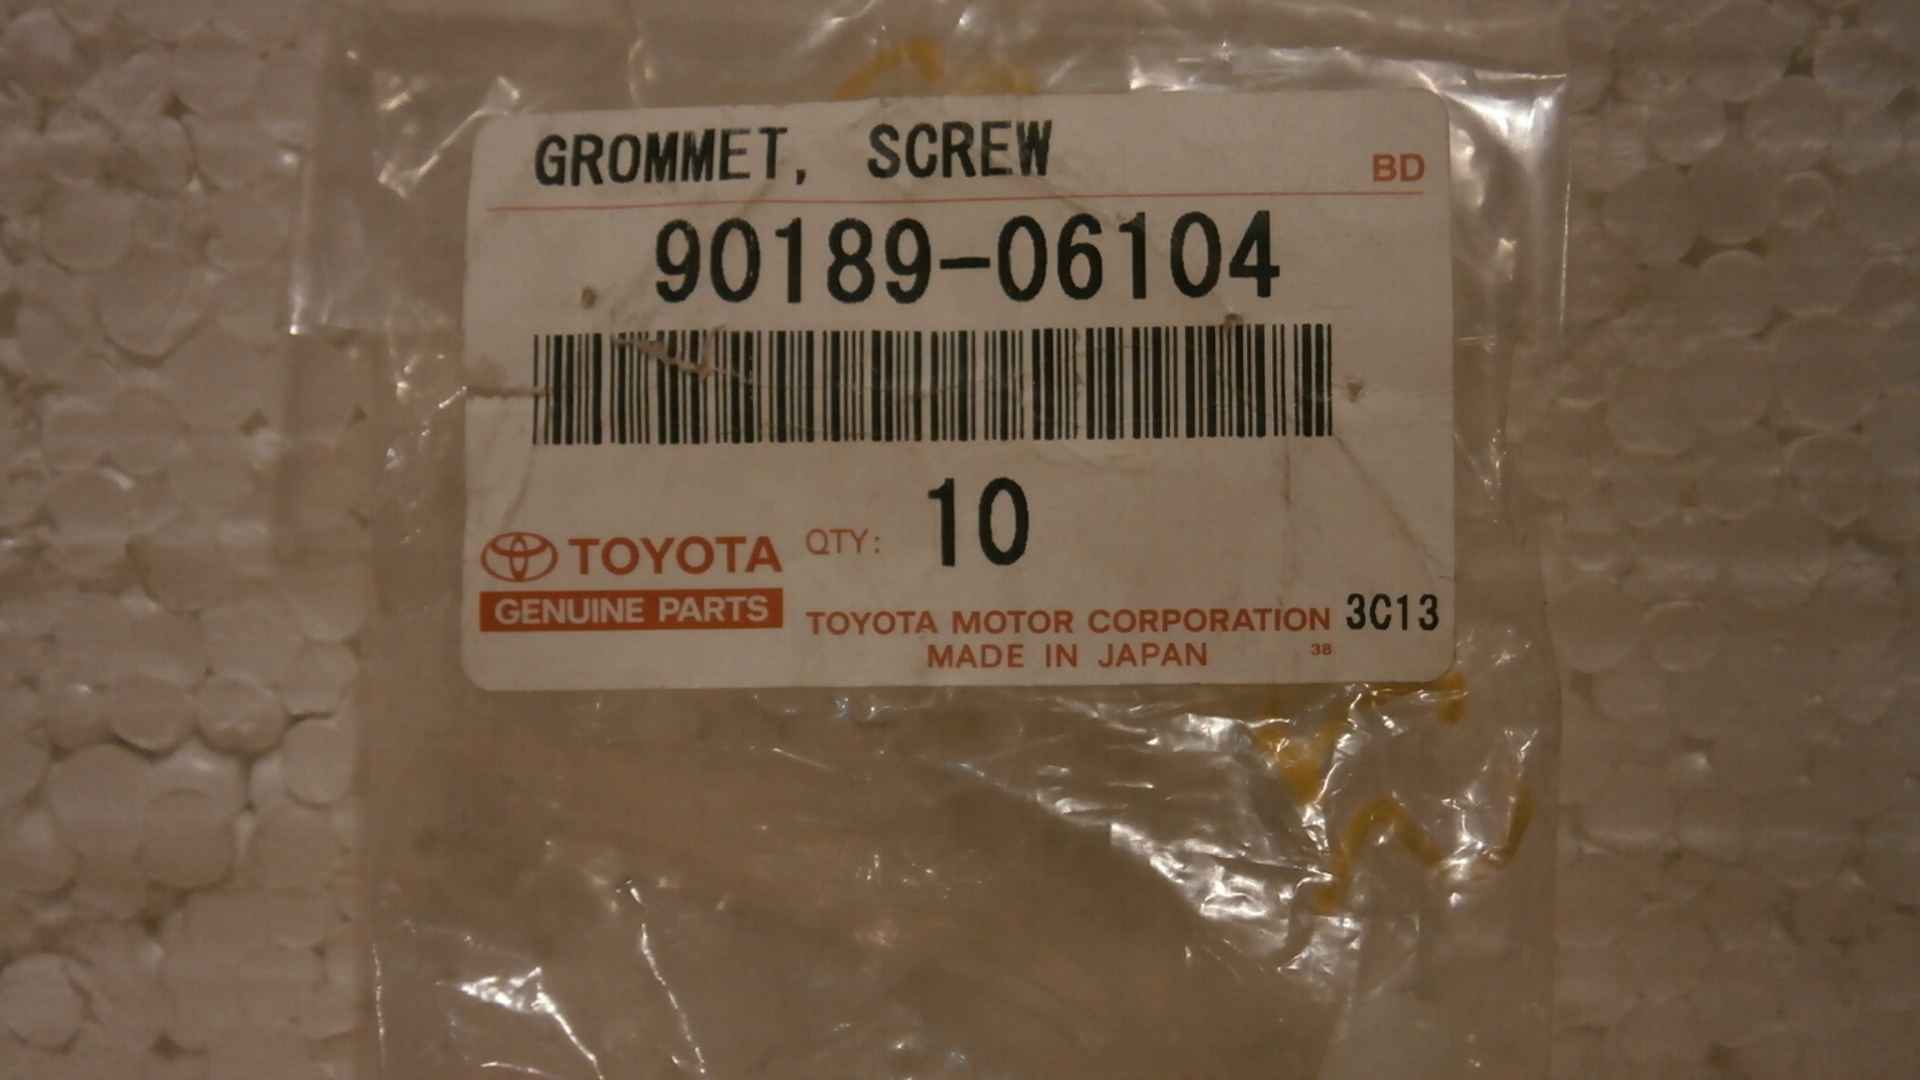 GROMMET, SCREW
BD
90189-06104
QTY: 10
TOYOTA
GENUINE PARTS
TOYOTA MOTOR CORPORATION 3C13
MADE IN JAPAN 38